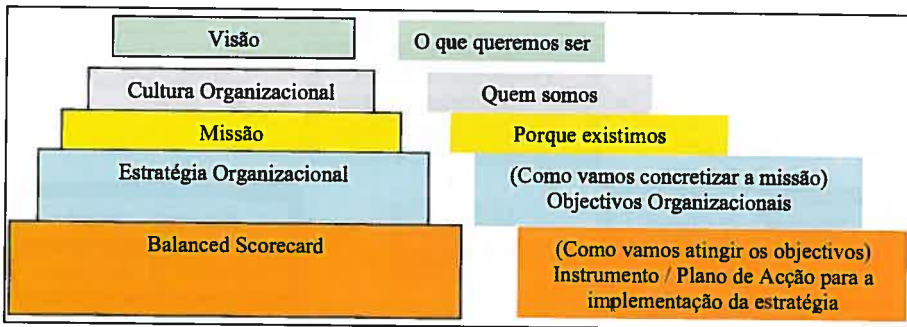 Visão
O que queremos ser
Cultura Organizacional
Quem somos
Missão
Porque existimos
Estratégia Organizacional
(Como vamos concretizar a missão)
Objectivos Organizacionais
Balanced Scorecard
(Como vamos atingir os objectivos)
Instrumento / Plano de Acção para a
implementação da estratégia